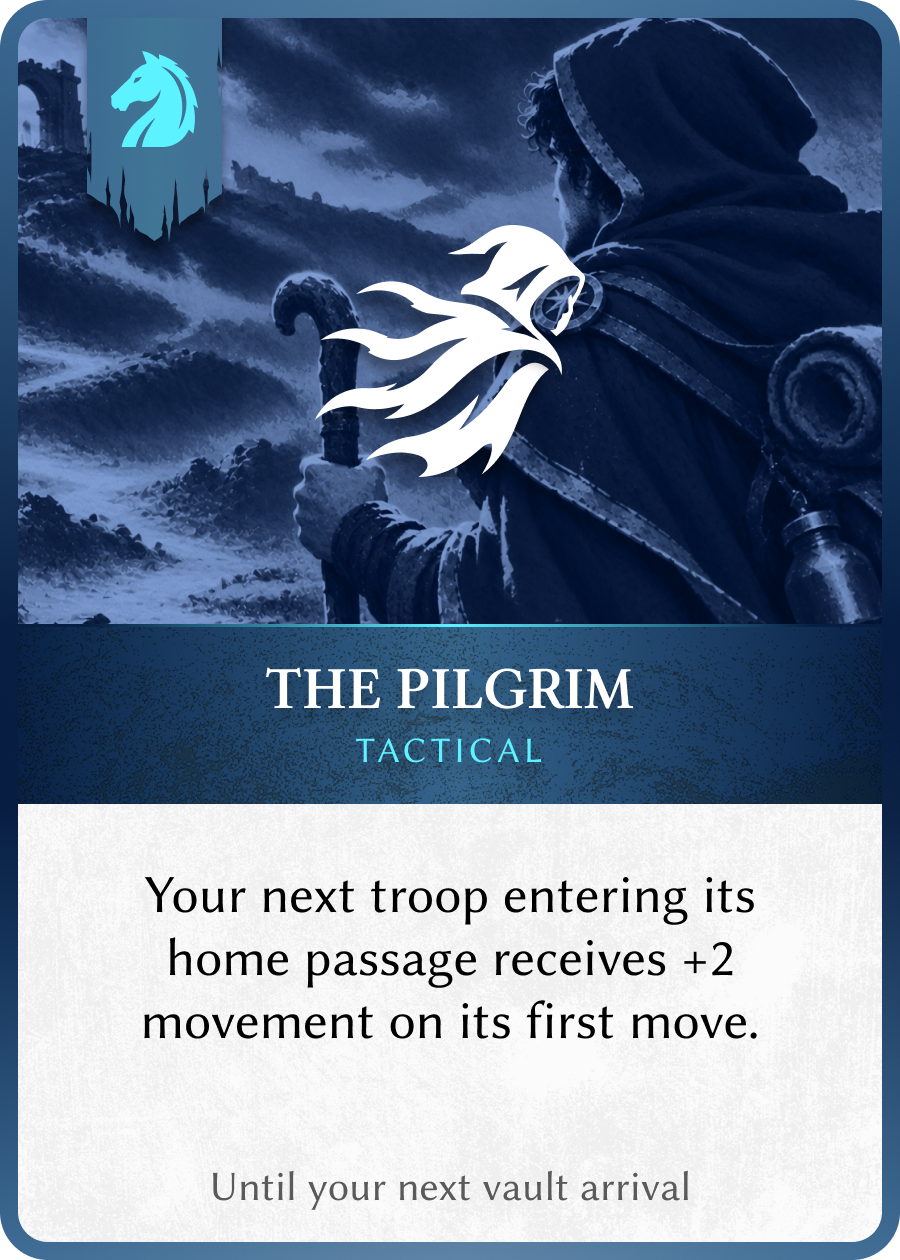 THE PILGRIM
TACTICAL
Your next troop entering its
home passage receives +2
movement on its first move.
Until your next vault arrival